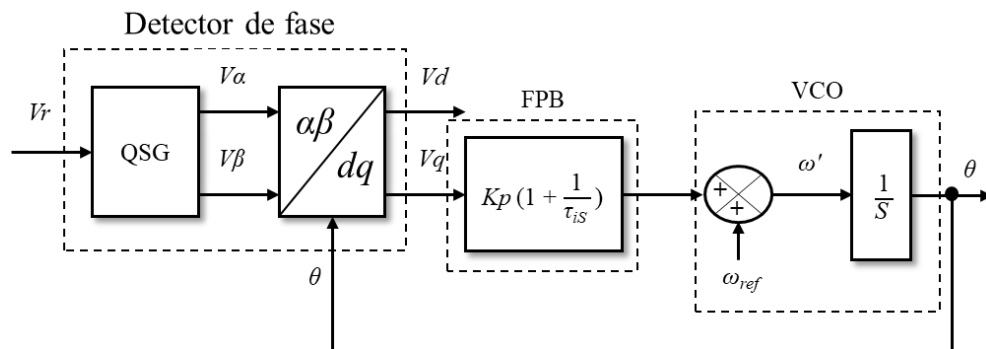 Detector de fase
Vr
QSG
Vα
Vβ
αβ
dq
Vd
Vq
θ
FPB
Kp (1 + 1/τiS)
VCO
+
+
ω'
ωref
1/S
θ